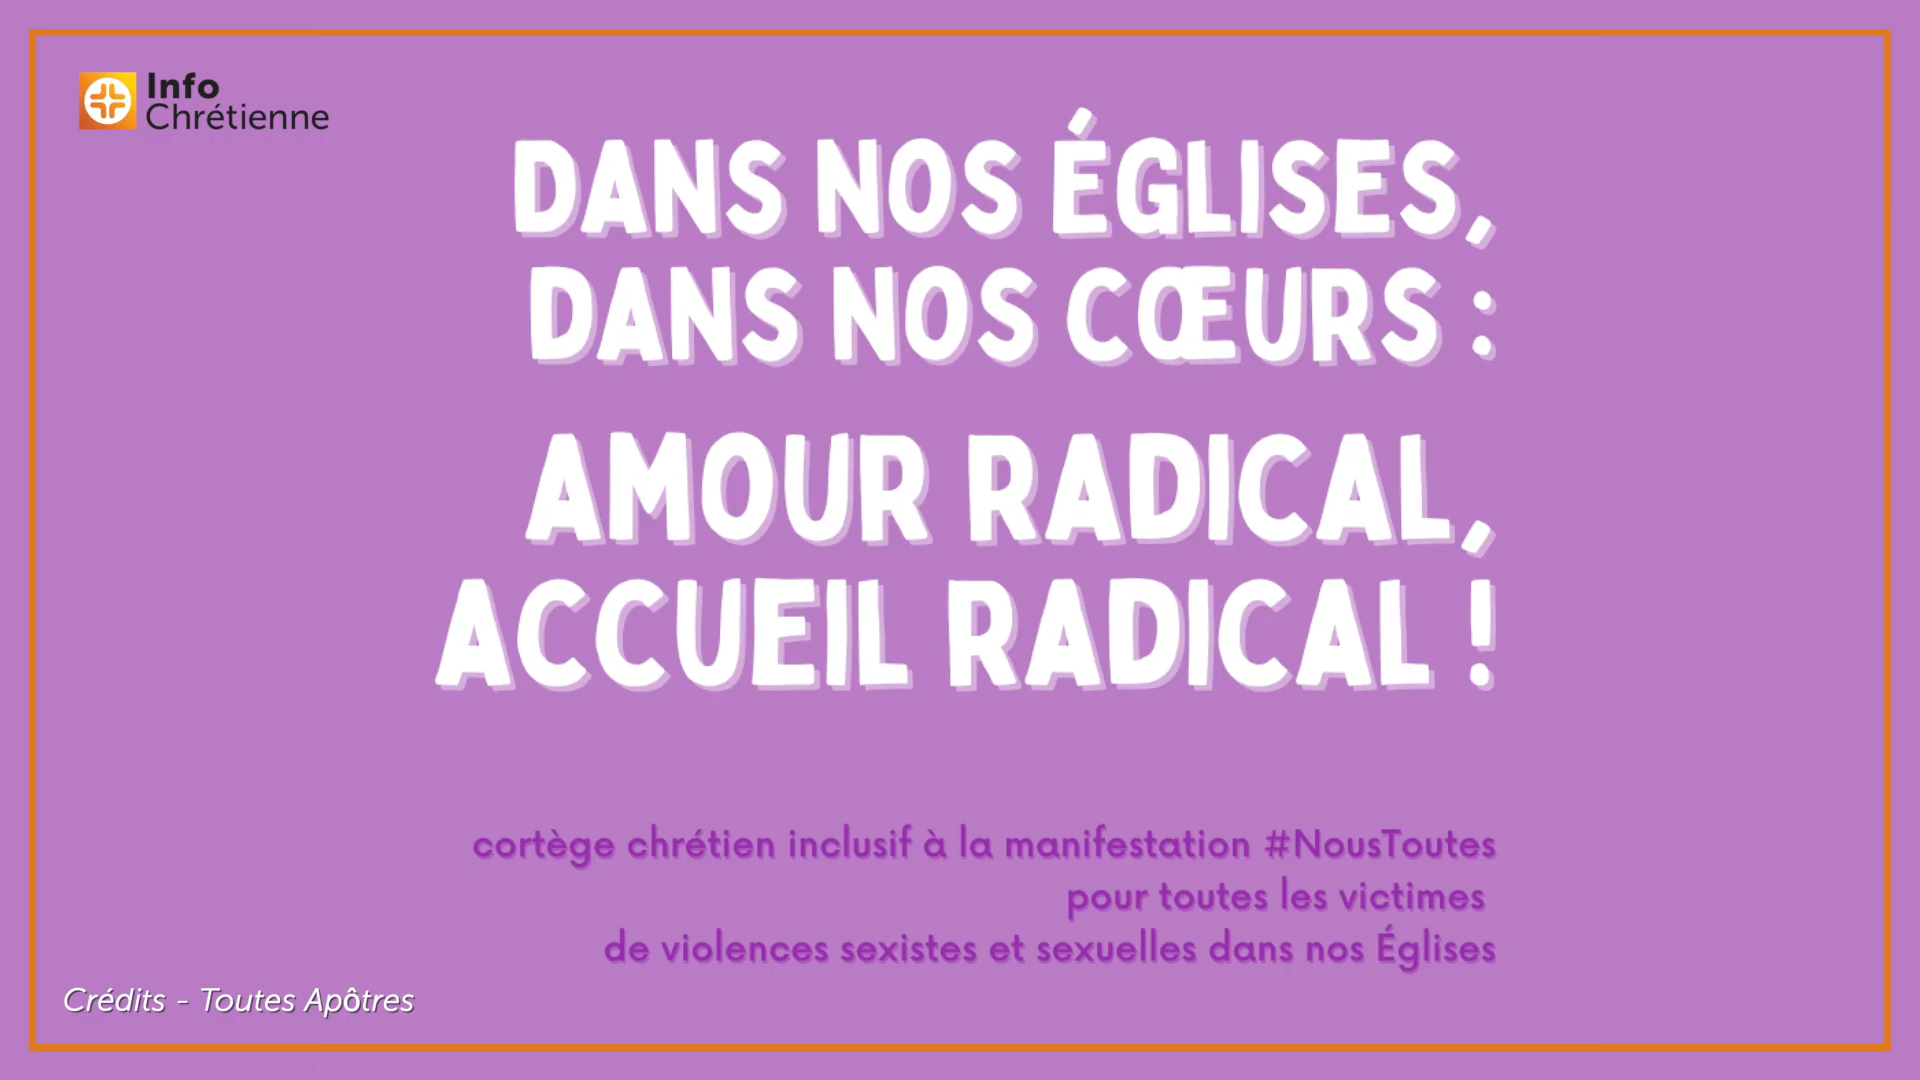 Info
Chrétienne
DANS NOS ÉGLISES,
DANS NOS CŒURS :
AMOUR RADICAL,
ACCUEIL RADICAL !
cortège chrétien inclusif à la manifestation #NousToutes
pour toutes les victimes
de violences sexistes et sexuelles dans nos Églises
Crédits - Toutes Apôtres